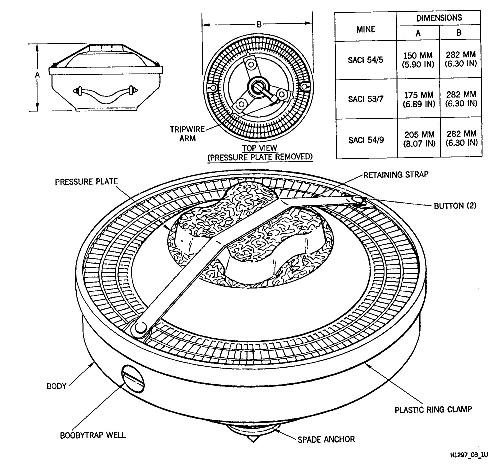 B
A
TRIPWIRE
ARM
TOP VIEW
(PRESSURE PLATE REMOVED)
MINE
DIMENSIONS
A
B
SACI 54/5
150 MM
(5.90 IN)
282 MM
(6.30 IN)
SACI 53/7
175 MM
(6.89 IN)
282 MM
(6.30 IN)
SACI 54/9
205 MM
(8.07 IN)
282 MM
(6.30 IN)
PRESSURE PLATE
RETAINING STRAP
BUTTON (2)
BODY
BOOBYTRAP WELL
SPADE ANCHOR
PLASTIC RING CLAMP
N1297_03_1U